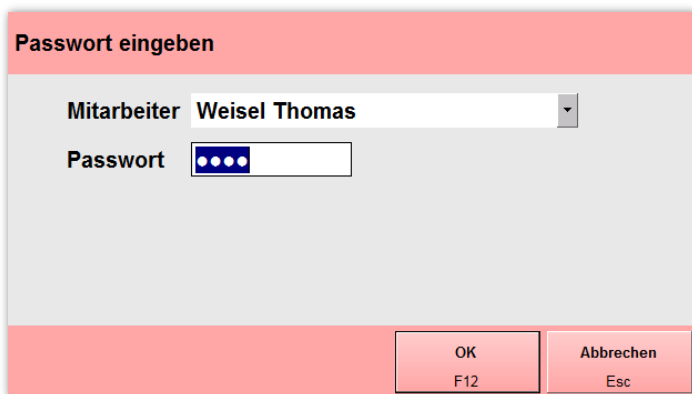 Passwort eingeben
Mitarbeiter Weisel Thomas
Passwort ●●●●
OK Abbrechen
F12 Esc